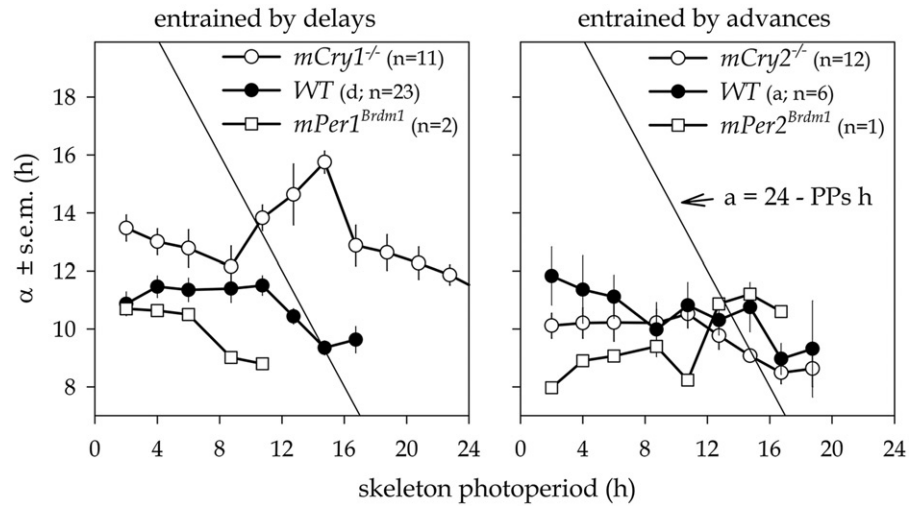 entrained by delays
entrained by advances
mCry1-/- (n=11)
WT (d; n=23)
mPer1Brdm1 (n=2)
mCry2-/- (n=12)
WT (a; n=6)
mPer2Brdm1 (n=1)
a = 24 - PPs h
α ± s.e.m. (h)
18
16
14
12
10
8
0 4 8 12 16 20 24
0 4 8 12 16 20 24
skeleton photoperiod (h)